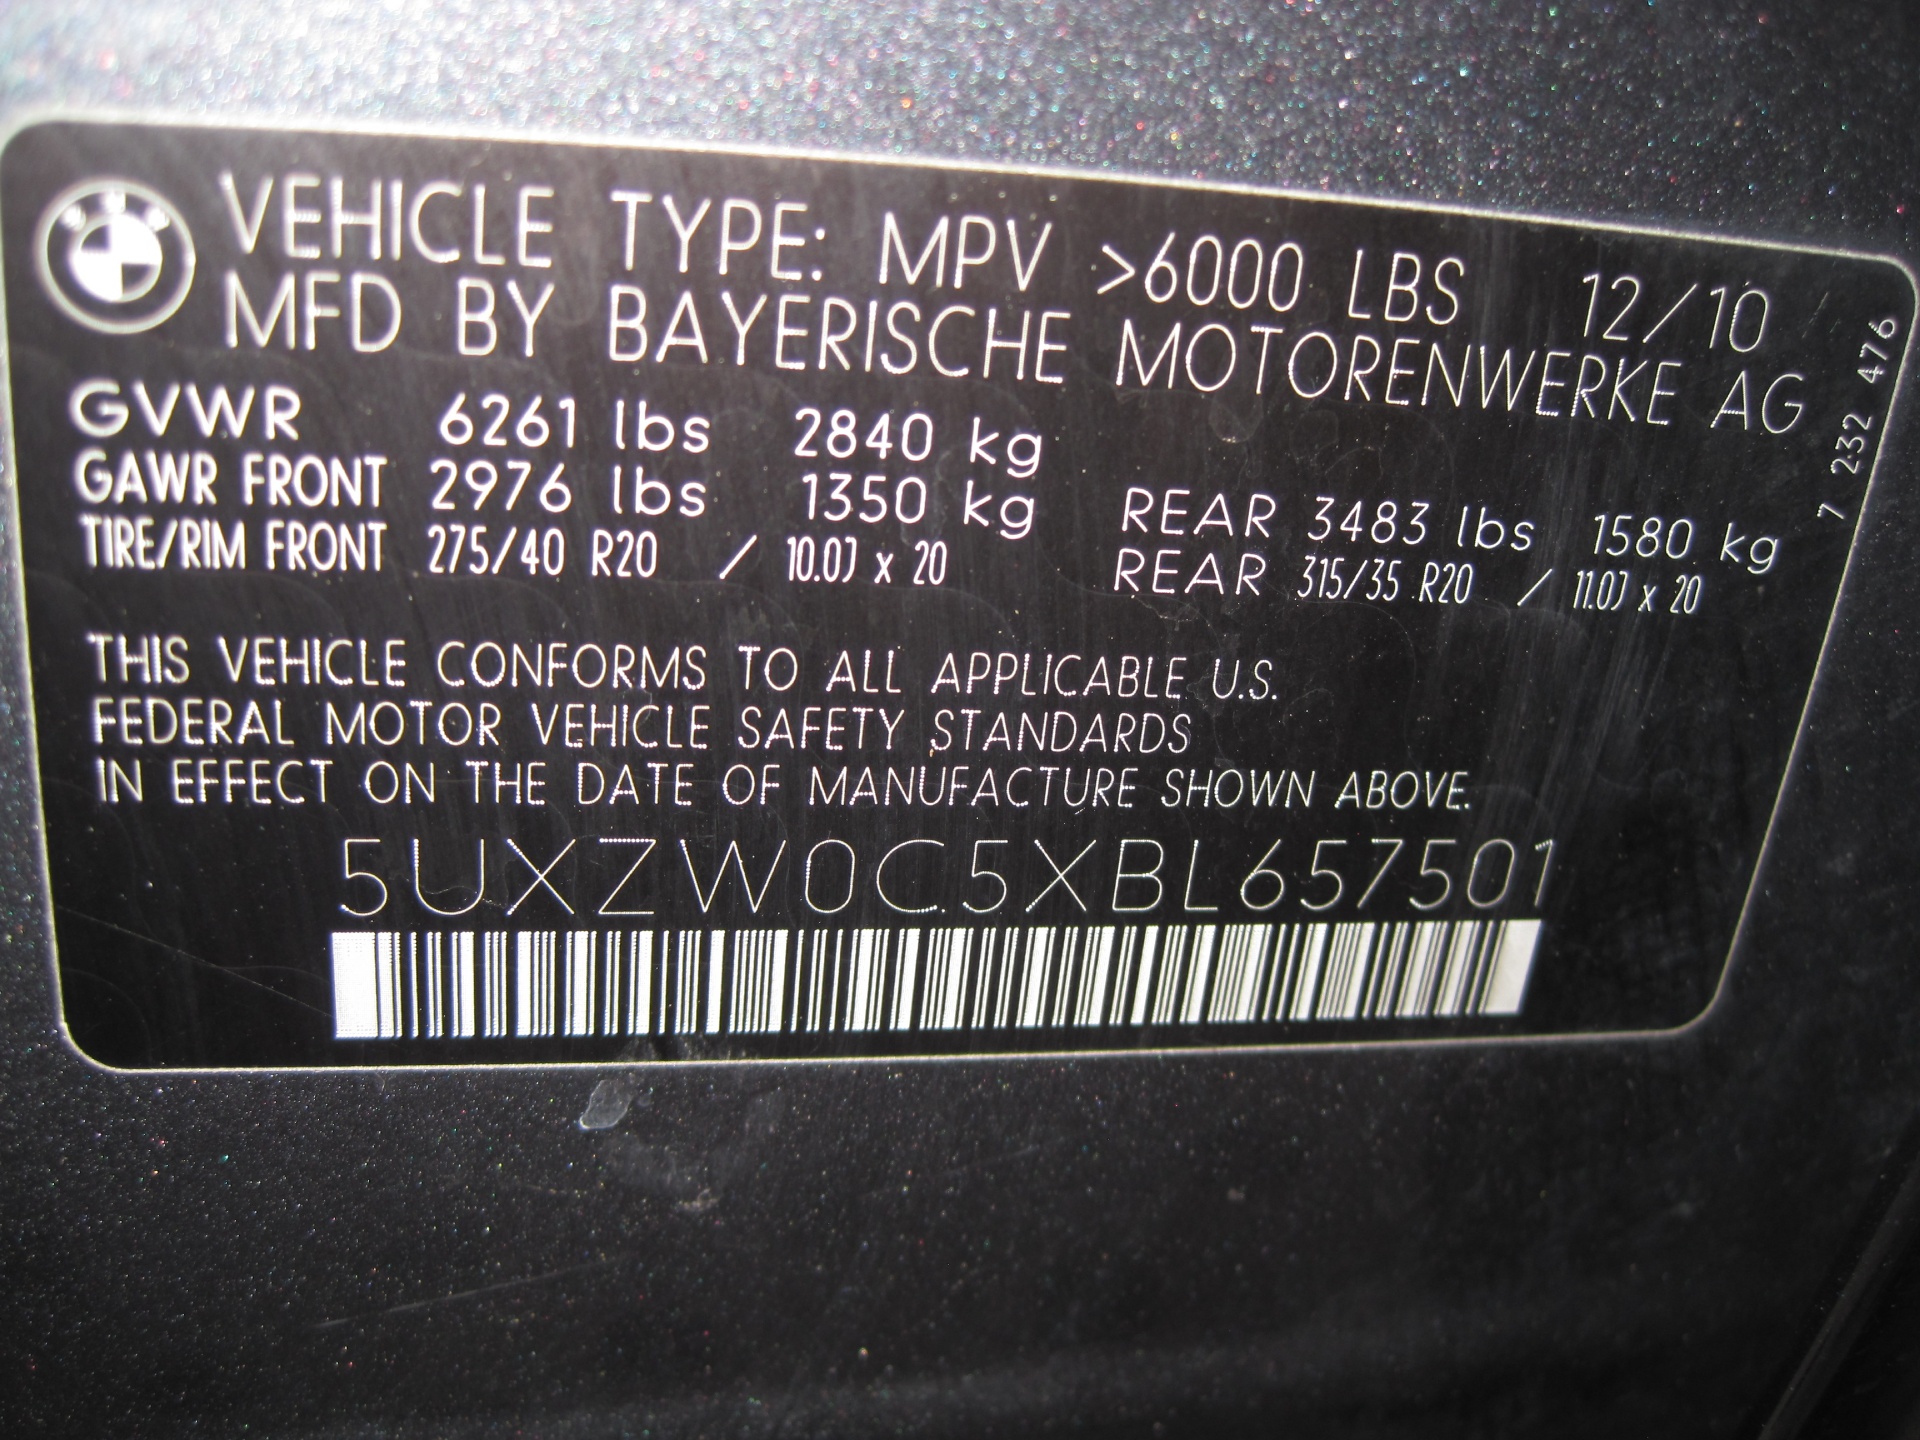 VEHICLE TYPE: MPV >6000 LBS 12/10
MFD BY BAYERISCHE MOTORENWERKE AG
GVWR 6261 lbs 2840 kg
GAWR FRONT 2976 lbs 1350 kg REAR 3483 lbs 1580 kg
TIRE/RIM FRONT 275/40 R20 / 10.0J x 20 REAR 315/35 R20 / 11.0J x 20
7 232 476
THIS VEHICLE CONFORMS TO ALL APPLICABLE U.S.
FEDERAL MOTOR VEHICLE SAFETY STANDARDS
IN EFFECT ON THE DATE OF MANUFACTURE SHOWN ABOVE.
5UXZW0C5XBL657501